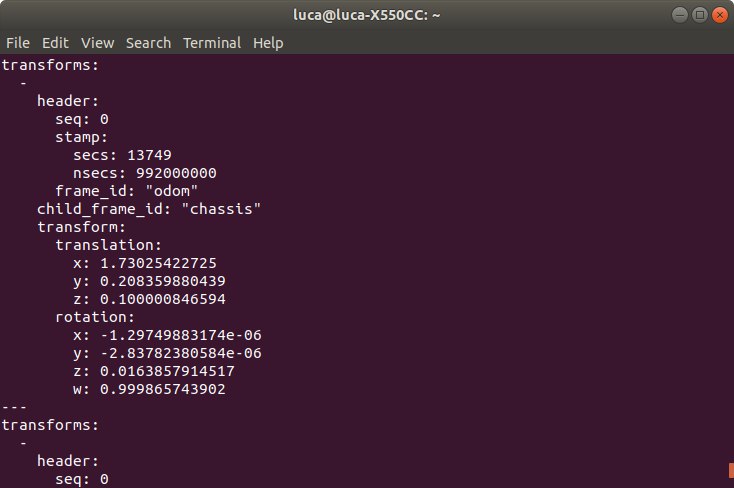 luca@luca-X550CC: ~
File Edit View Search Terminal Help
transforms:
  -
    header:
      seq: 0
      stamp:
        secs: 13749
        nsecs: 992000000
      frame_id: "odom"
    child_frame_id: "chassis"
    transform:
      translation:
        x: 1.73025422725
        y: 0.208359880439
        z: 0.100000846594
      rotation:
        x: -1.29749883174e-06
        y: -2.83782380584e-06
        z: 0.0163857914517
        w: 0.999865743902
---
transforms:
  -
    header:
      seq: 0